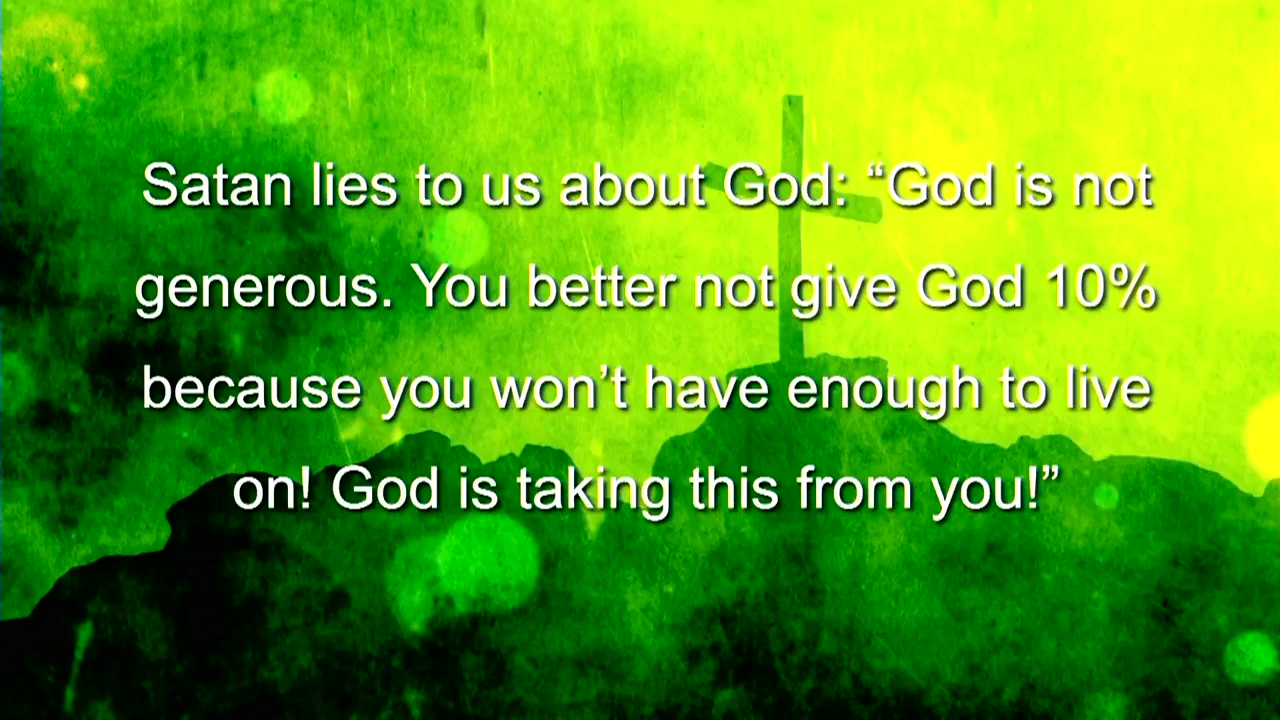 Satan lies to us about God: “God is not
generous. You better not give God 10%
because you won’t have enough to live
on! God is taking this from you!”